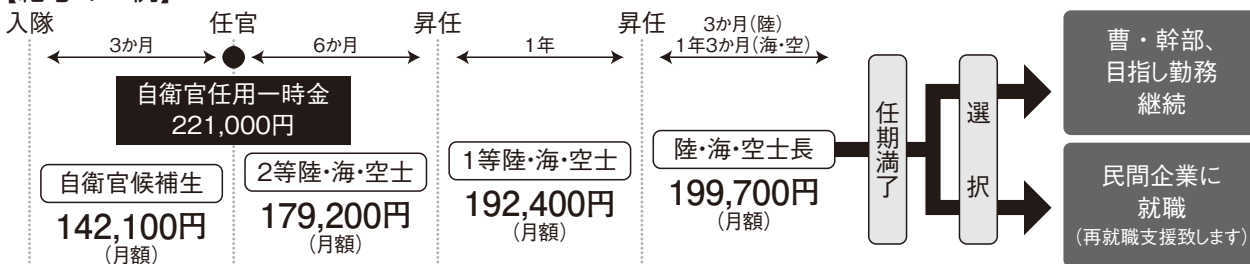 入隊
任官
昇任
昇任
3か月
6か月
1年
3か月(陸)
1年3か月(海・空)
自衛官任用一時金
221,000円
自衛官候補生
142,100円
(月額)
2等陸・海・空士
179,200円
(月額)
1等陸・海・空士
192,400円
(月額)
陸・海・空士長
199,700円
(月額)
任期満了
選択
曹・幹部、
目指し勤務
継続
民間企業に
就職
(再就職支援致します)